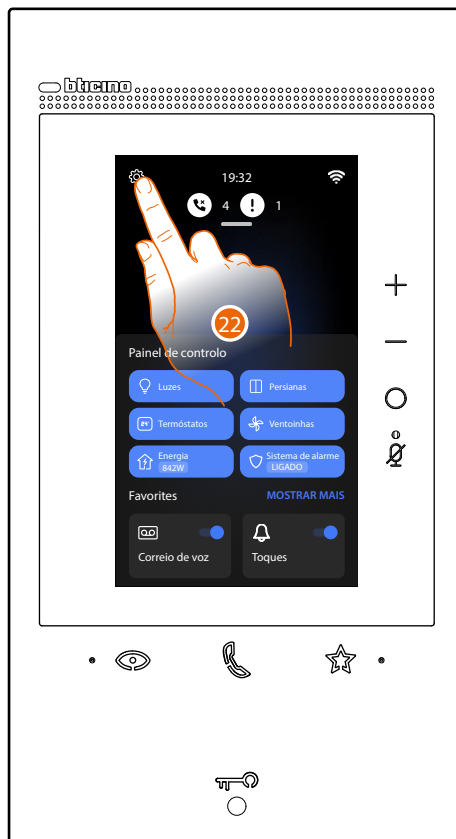 bticino
19:32
4 1
22
Painel de controlo
Luzes Persianas
Termóstatos Ventoinhas
Energia Sistema de alarme
842W LIGADO
Favorites MOSTRAR MAIS
Correio de voz Toques